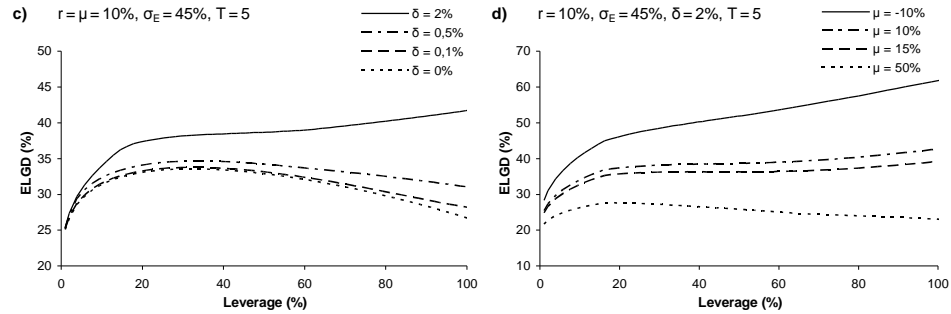 c) r = μ = 10%, σE = 45%, T = 5
δ = 2%
δ = 0,5%
δ = 0,1%
δ = 0%
50
45
40
35
30
25
20
ELGD (%)
0 20 40 60 80 100
Leverage (%)
d) r = 10%, σE = 45%, δ = 2%, T = 5
μ = -10%
μ = 10%
μ = 15%
μ = 50%
70
60
50
40
30
20
10
ELGD (%)
0 20 40 60 80 100
Leverage (%)